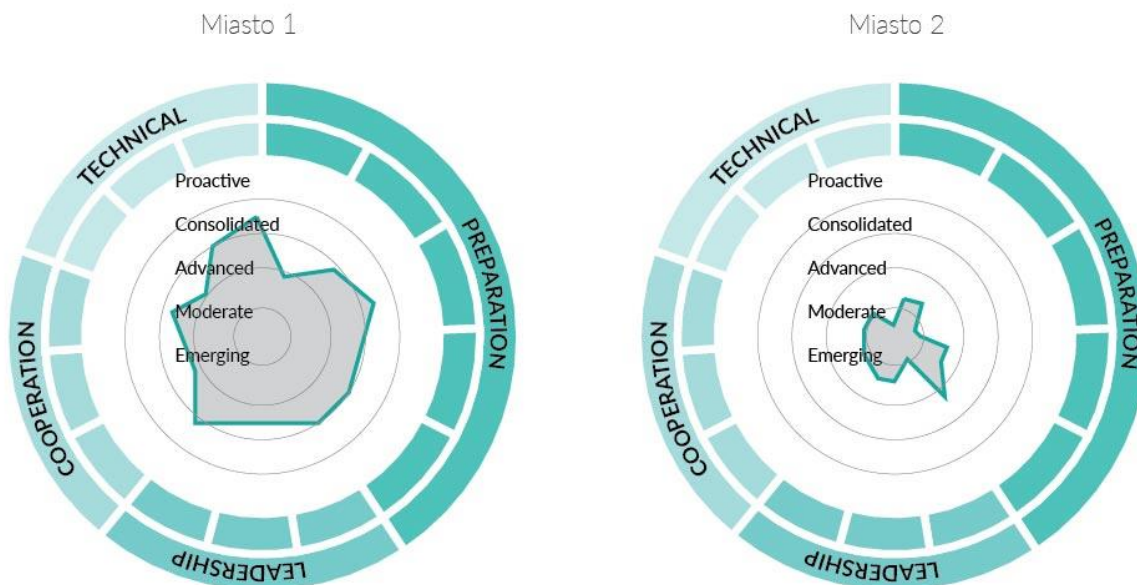 Miasto 1
TECHNICAL
PREPARATION
COOPERATION
LEADERSHIP
Proactive
Consolidated
Advanced
Moderate
Emerging
Miasto 2
TECHNICAL
PREPARATION
COOPERATION
LEADERSHIP
Proactive
Consolidated
Advanced
Moderate
Emerging